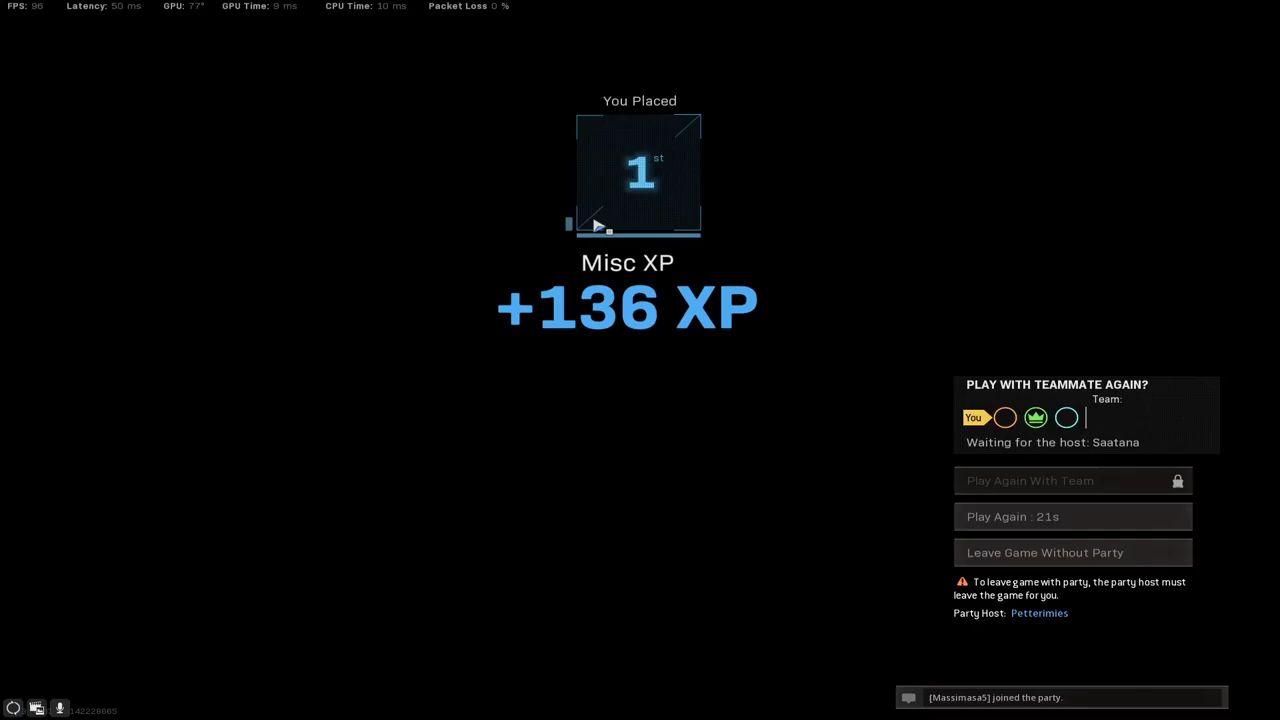 FPS: 96 Latency: 50 ms GPU: 77° GPU Time: 9 ms CPU Time: 10 ms Packet Loss 0 %
You Placed
1st
Misc XP
+136 XP
PLAY WITH TEAMMATE AGAIN?
Team:
You
Waiting for the host: Saatana
Play Again With Team
Play Again : 21s
Leave Game Without Party
To leave game with party, the party host must
leave the game for you.
Party Host: Petterimies
[Massimasa5] joined the party.